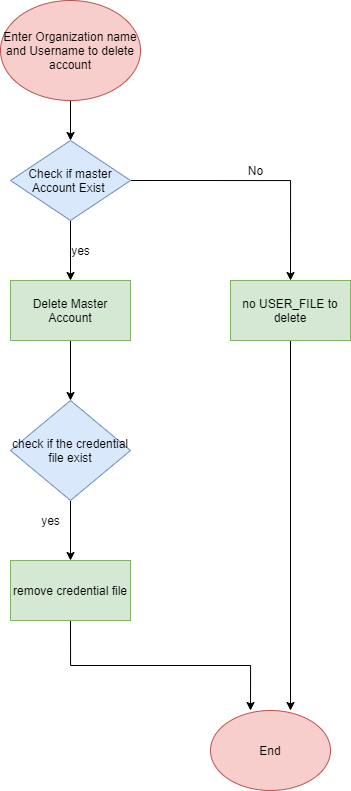 Enter Organization name
and Username to delete
account
Check if master
Account Exist
No
yes
Delete Master
Account
no USER_FILE to
delete
check if the credential
file exist
yes
remove credential file
End